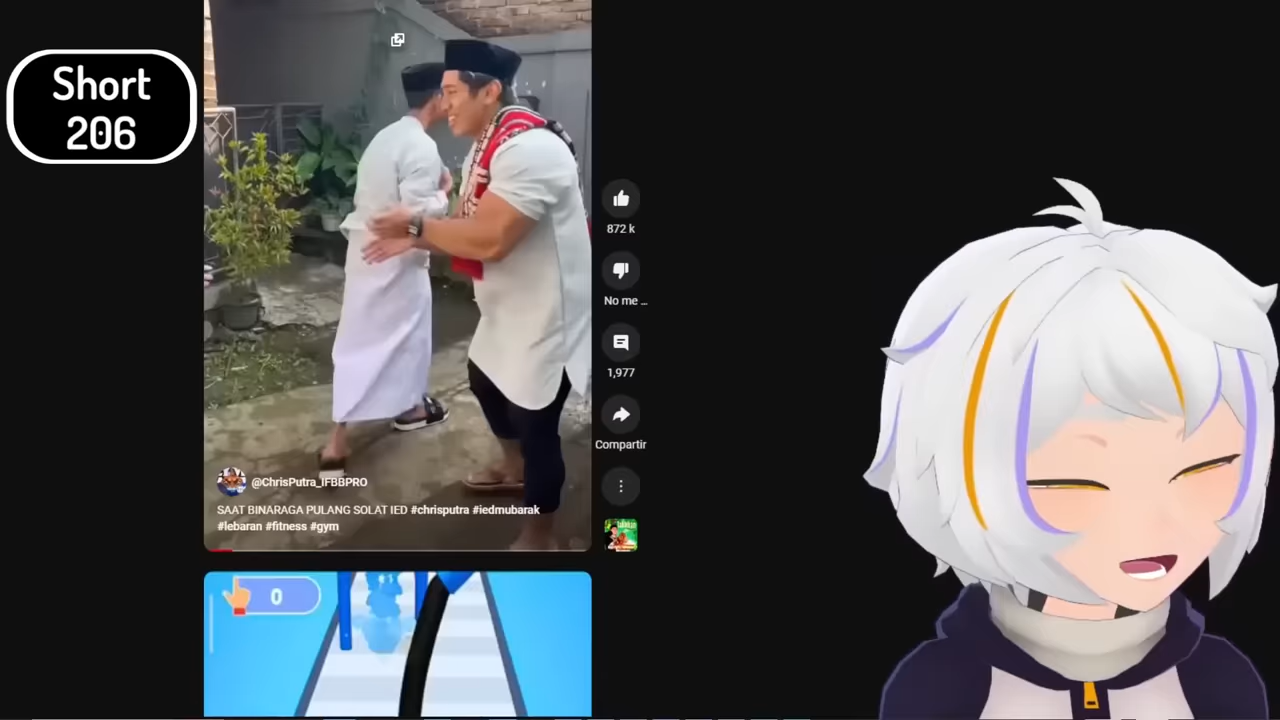 Short
206
872 k
No me ...
1,977
Compartir
@ChrisPutra_IFBBPRO
SAAT BINARAGA PULANG SOLAT IED #chrisputra #iedmubarak
#lebaran #fitness #gym
0